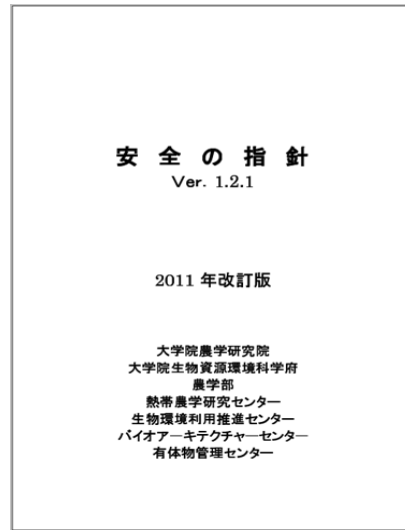 安 全 の 指 針
Ver. 1.2.1
2011 年改訂版
大学院農学研究院
大学院生物資源環境科学府
農学部
熱帯農学研究センター
生物環境利用推進センター
バイオアーキテクチャーセンター
有体物管理センター